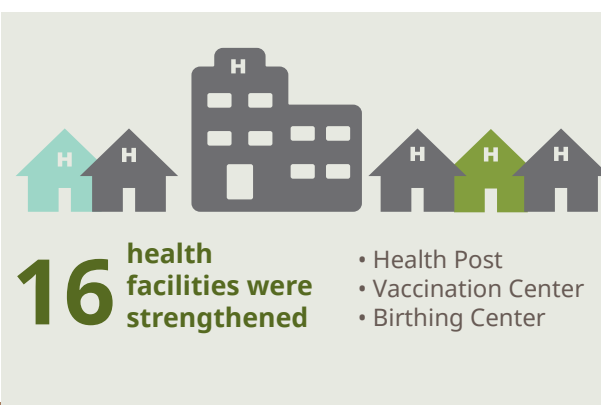 H
H
H
H
H
H
16
health
facilities were
strengthened
• Health Post
• Vaccination Center
• Birthing Center